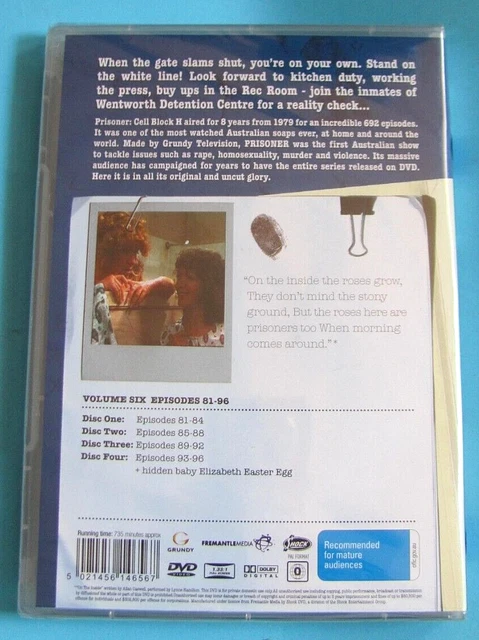 When the gate slams shut, you're on your own. Stand on
the white line! Look forward to kitchen duty, working
the press, buy ups in the Rec Room - join the inmates of
Wentworth Detention Centre for a reality check...
Prisoner: Cell Block H aired for 8 years from 1979 for an incredible 692 episodes.
It was one of the most watched Australian soaps ever, at home and around the
world. Made by Grundy Television, PRISONER was the first Australian show
to tackle issues such as rape, homosexuality, murder and violence. Its massive
audience has campaigned for years to have the entire series released on DVD.
Here it is in all its original and uncut glory.
"On the inside the roses grow,
They don't mind the stony
ground, But the roses here are
prisoners too When morning
comes around."*
VOLUME SIX EPISODES 81-96
Disc One: Episodes 81-84
Disc Two: Episodes 85-88
Disc Three: Episodes 89-92
Disc Four: Episodes 93-96
* hidden baby Elizabeth Easter Egg
Running time: 735 minutes approx
5 021456 146567
GRUNDY
FREMANTLEMEDIA
SHOCK
PAL FORMAT
DVD
VIDEO
1.33:1
DOLBY
DIGITAL
0
Recommended
for mature
audiences